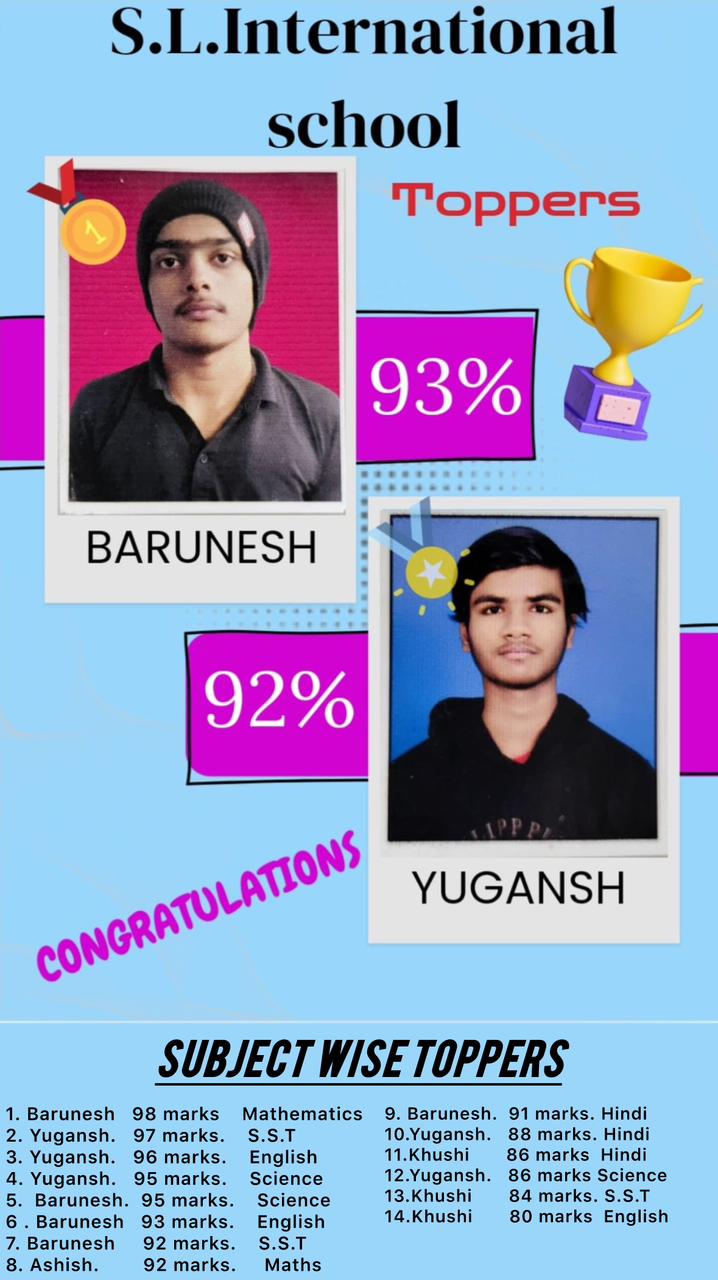 S.L.International
school
Toppers
1
93%
BARUNESH
92%
LIPP PL
YUGANSH
CONGRATULATIONS
SUBJECT WISE TOPPERS
1. Barunesh 98 marks Mathematics
2. Yugansh. 97 marks. S.S.T
3. Yugansh. 96 marks. English
4. Yugansh. 95 marks. Science
5. Barunesh. 95 marks. Science
6 . Barunesh 93 marks. English
7. Barunesh 92 marks. S.S.T
8. Ashish. 92 marks. Maths
9. Barunesh. 91 marks. Hindi
10.Yugansh. 88 marks. Hindi
11.Khushi 86 marks Hindi
12.Yugansh. 86 marks Science
13.Khushi 84 marks. S.S.T
14.Khushi 80 marks English